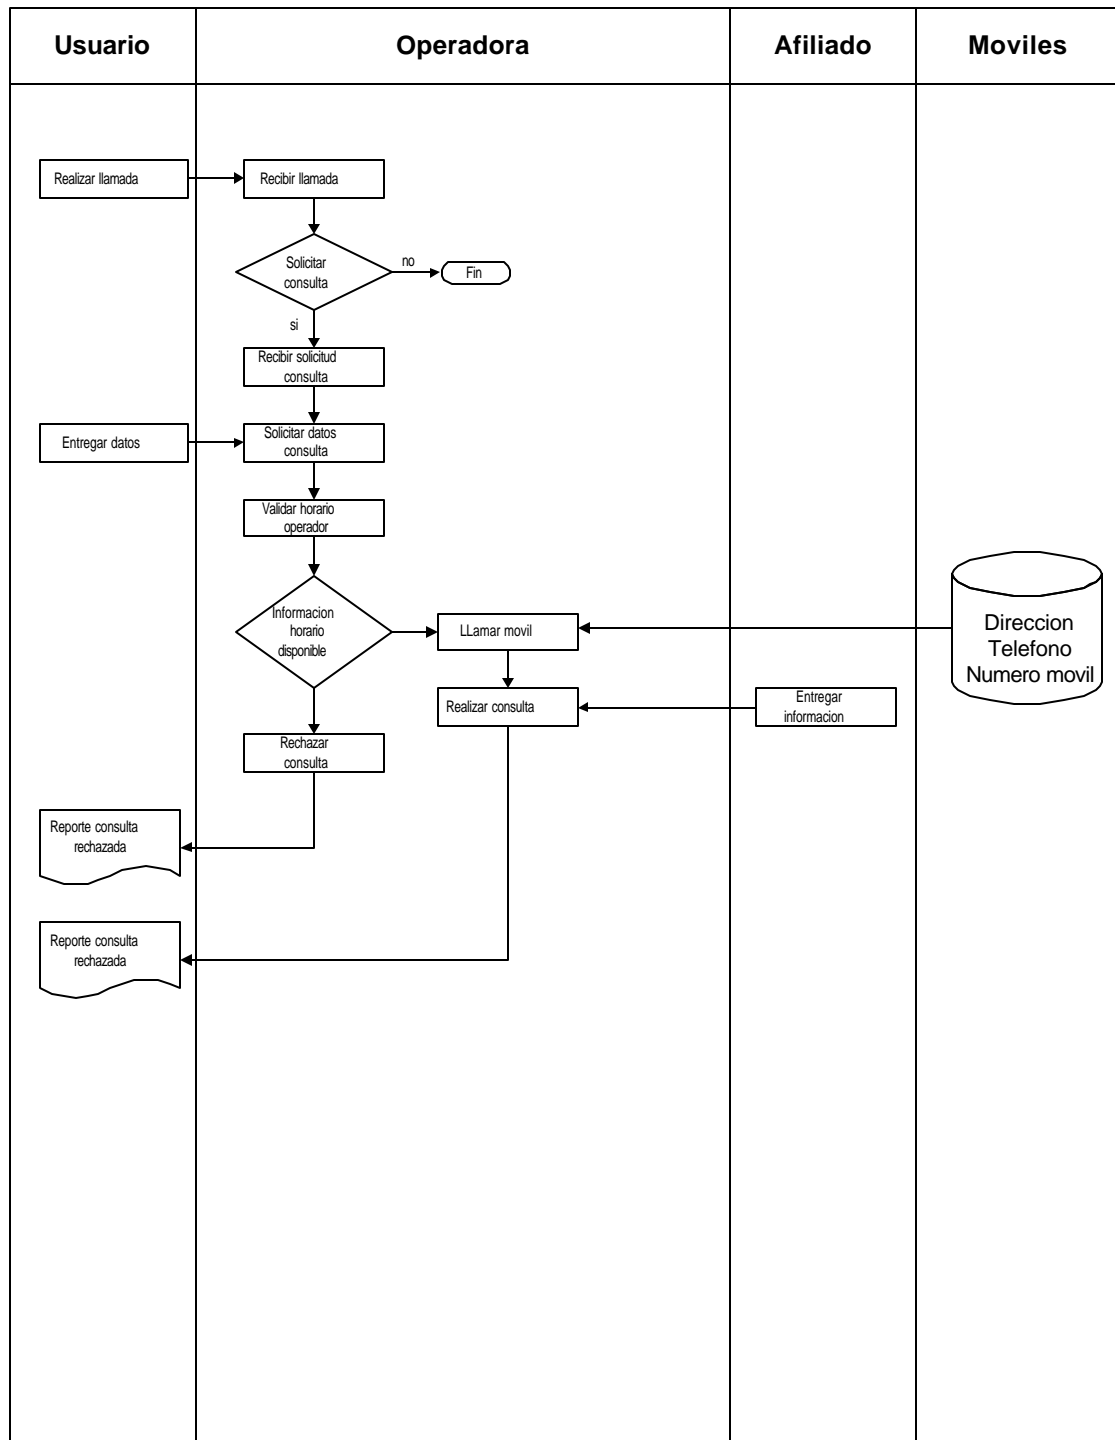 Usuario
Operadora
Afiliado
Moviles
Realizar llamada
Recibir llamada
Solicitar
consulta
no
Fin
si
Recibir solicitud
consulta
Entregar datos
Solicitar datos
consulta
Validar horario
operador
Informacion
horario
disponible
LLamar movil
Direccion
Telefono
Numero movil
Realizar consulta
Entregar
informacion
Rechazar
consulta
Reporte consulta
rechazada
Reporte consulta
rechazada